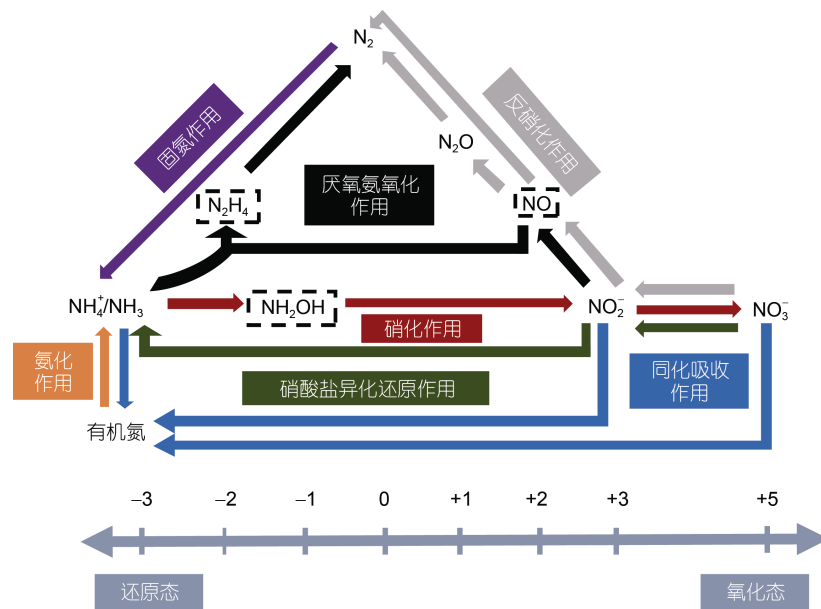 N₂
固氮作用
反硝化作用
N₂O
厌氧氨氧化
作用
N₂H₄
NO
NH₄⁺/NH₃
NH₂OH
NO₂⁻
NO₃⁻
硝化作用
氨化
作用
硝酸盐异化还原作用
同化吸收
作用
有机氮
−3 −2 −1 0 +1 +2 +3 +5
还原态
氧化态